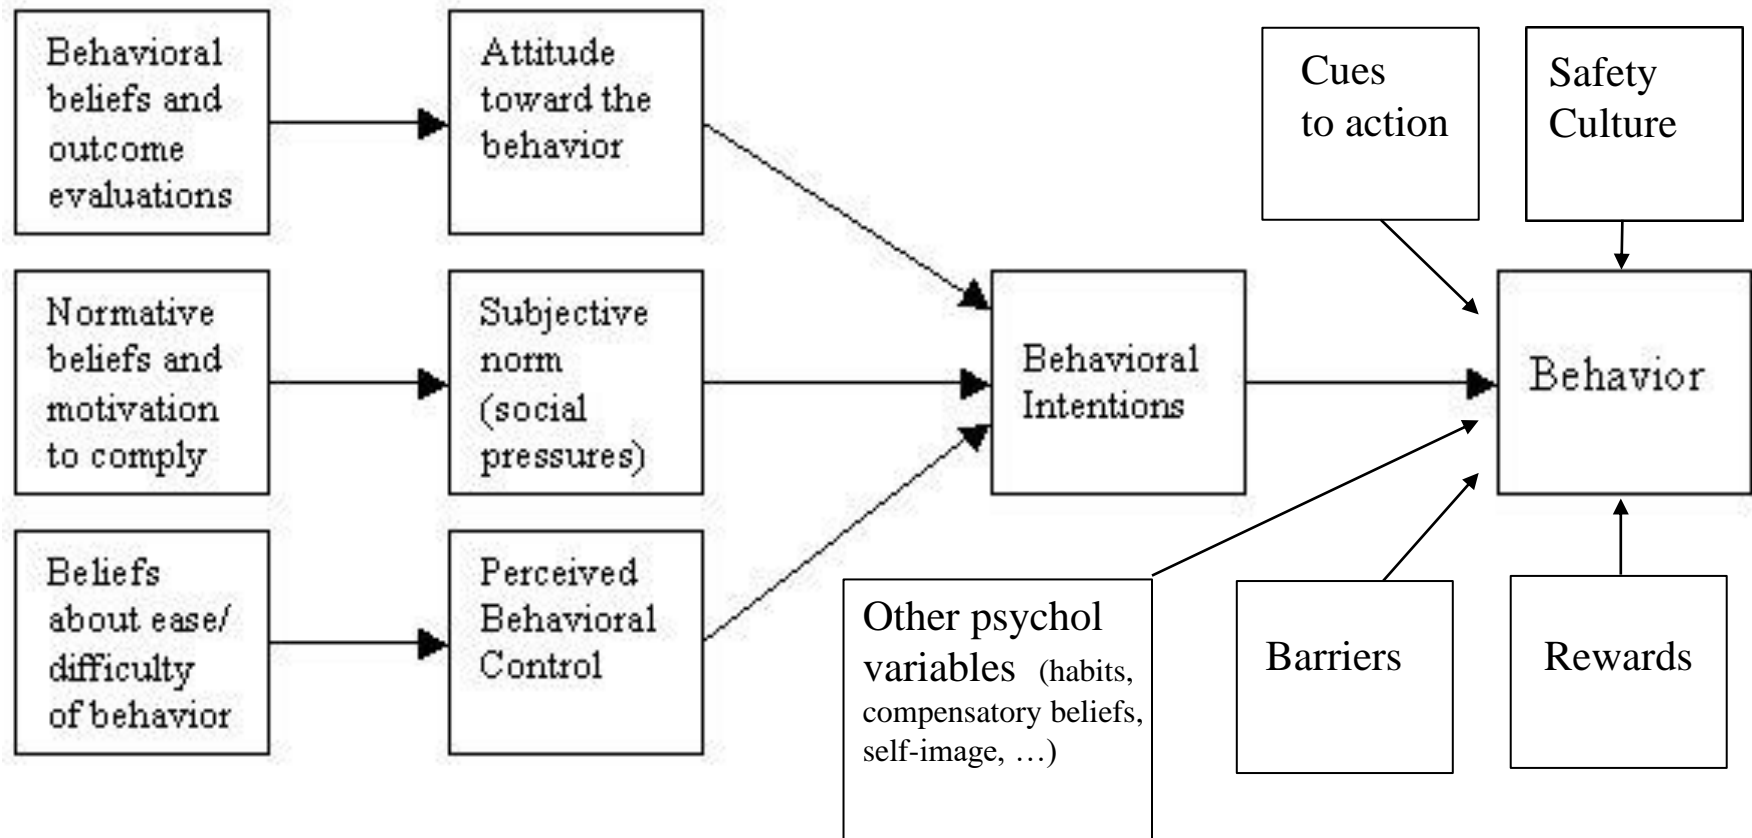 Behavioral
beliefs and
outcome
evaluations
Attitude
toward the
behavior
Cues
to action
Safety
Culture
Normative
beliefs and
motivation
to comply
Subjective
norm
(social
pressures)
Behavioral
Intentions
Behavior
Beliefs
about ease/
difficulty
of behavior
Perceived
Behavioral
Control
Other psychol
variables (habits,
compensatory beliefs,
self-image, …)
Barriers
Rewards